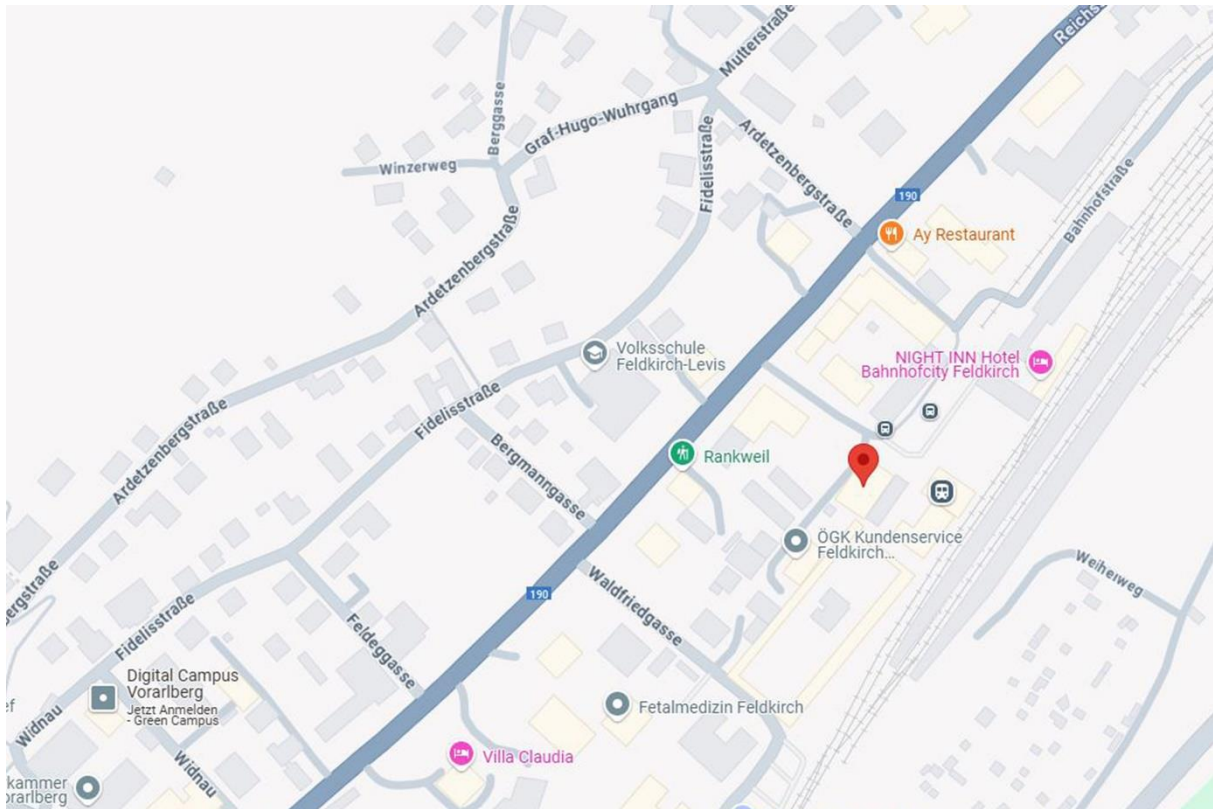 Mutterstraße
Reichs
Berggasse
Graf-Hugo-Wuhrgang
Ardetzenbergstraße
Winzerweg
Fidelisstraße
Bahnhofstraße
190
Ay Restaurant
Ardetzenbergstraße
Volksschule
Feldkirch-Levis
NIGHT INN Hotel
Bahnhofcity Feldkirch
Fidelisstraße
Ardetzenbergstraße
Bergmanngasse
Rankweil
ÖGK Kundenservice
Feldkirch...
Weiherweg
190
Waldfriedgasse
ergstraße
Fidelisstraße
Feldeggasse
Digital Campus
Vorarlberg
Jetzt Anmelden
- Green Campus
ef
Widnau
Fetalmedizin Feldkirch
Villa Claudia
Widnau
kammer
orarlberg